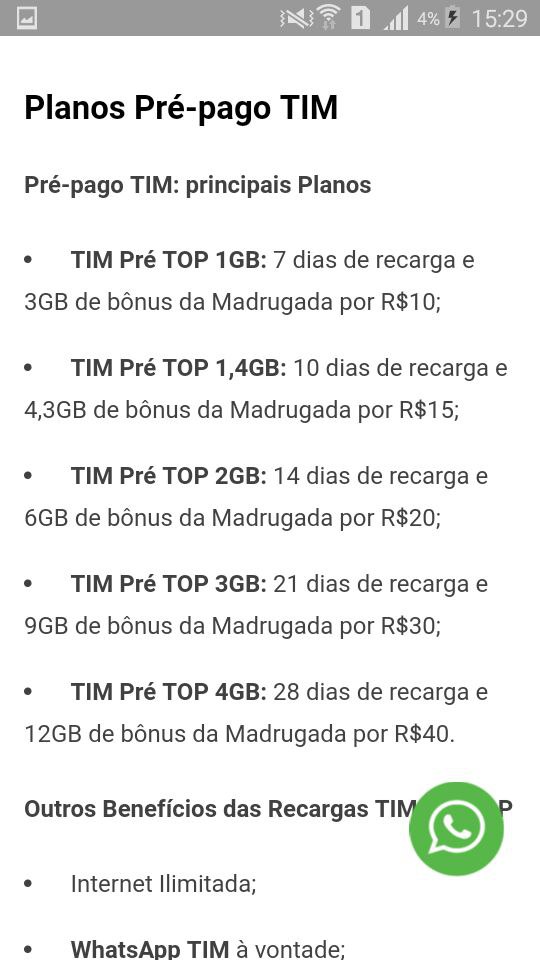 1 4% 15:29
Planos Pré-pago TIM
Pré-pago TIM: principais Planos
• TIM Pré TOP 1GB: 7 dias de recarga e
3GB de bônus da Madrugada por R$10;
• TIM Pré TOP 1,4GB: 10 dias de recarga e
4,3GB de bônus da Madrugada por R$15;
• TIM Pré TOP 2GB: 14 dias de recarga e
6GB de bônus da Madrugada por R$20;
• TIM Pré TOP 3GB: 21 dias de recarga e
9GB de bônus da Madrugada por R$30;
• TIM Pré TOP 4GB: 28 dias de recarga e
12GB de bônus da Madrugada por R$40.
Outros Benefícios das Recargas TIM
• Internet Ilimitada;
• WhatsApp TIM à vontade;